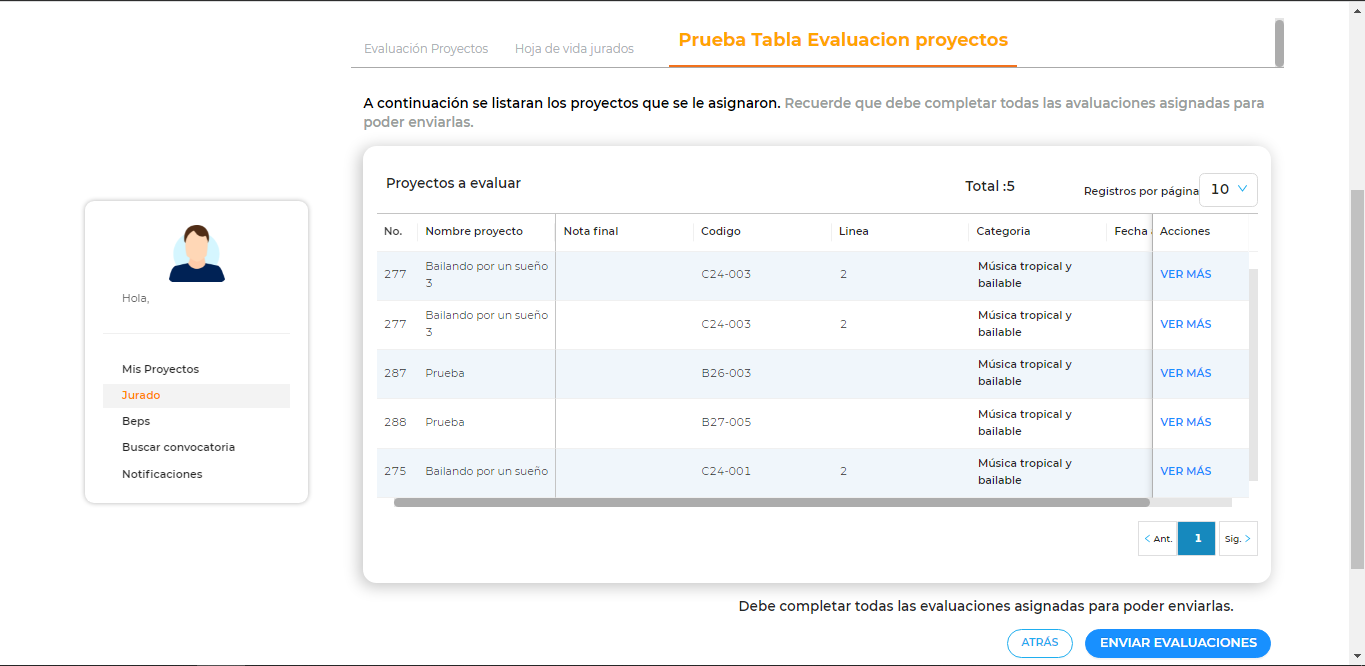 Evaluación Proyectos Hoja de vida jurados Prueba Tabla Evaluacion proyectos
A continuación se listaran los proyectos que se le asignaron. Recuerde que debe completar todas las avaluaciones asignadas para
poder enviarlas.
Hola,
Mis Proyectos
Jurado
Beps
Buscar convocatoria
Notificaciones
Proyectos a evaluar Total :5 Registros por página 10
No. Nombre proyecto Nota final Codigo Linea Categoria Fecha Acciones
277 Bailando por un sueño 3 C24-003 2 Música tropical y bailable VER MÁS
277 Bailando por un sueño 3 C24-003 2 Música tropical y bailable VER MÁS
287 Prueba B26-003 Música tropical y bailable VER MÁS
288 Prueba B27-005 Música tropical y bailable VER MÁS
275 Bailando por un sueño C24-001 2 Música tropical y bailable VER MÁS
< Ant. 1 Sig. >
Debe completar todas las evaluaciones asignadas para poder enviarlas.
ATRÁS ENVIAR EVALUACIONES